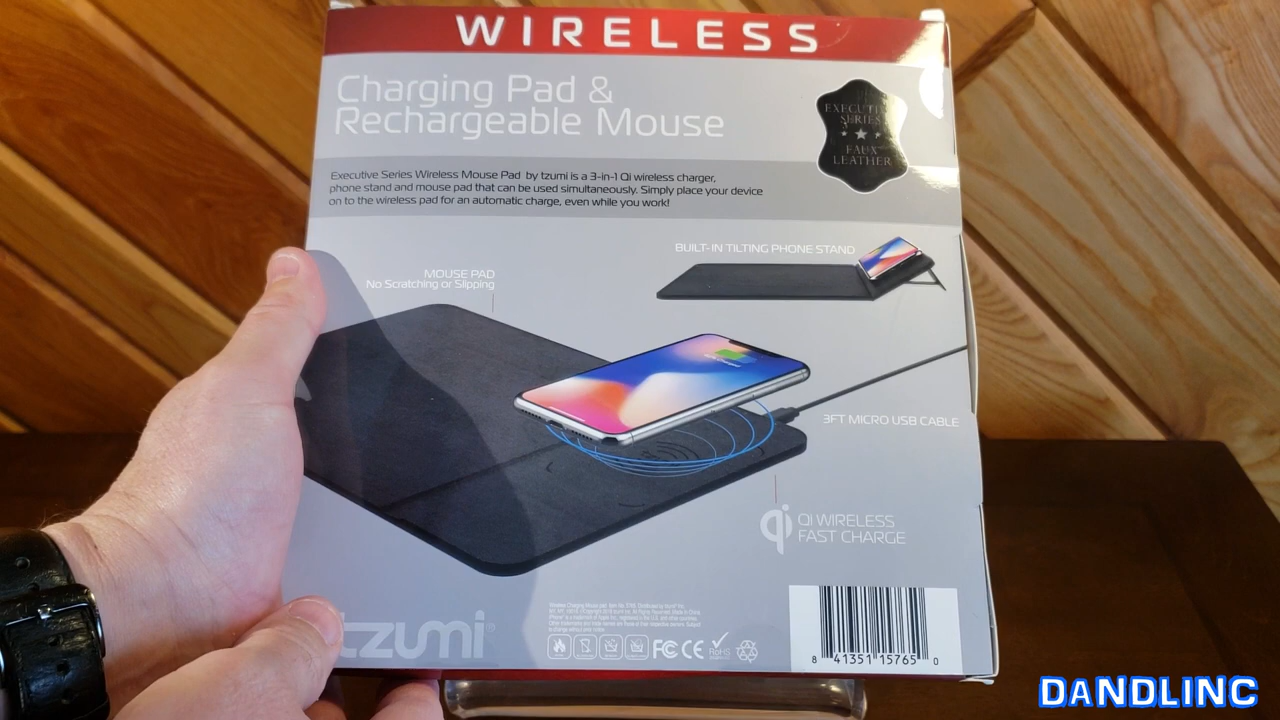 WIRELESS
Charging Pad &
Rechargeable Mouse
EXECUTIVE
SERIES
FAUX
LEATHER
Executive Series Wireless Mouse Pad by tzumi is a 3-in-1 Qi wireless charger,
phone stand and mouse pad that can be used simultaneously. Simply place your device
on to the wireless pad for an automatic charge, even while you work!
BUILT-IN TILTING PHONE STAND
MOUSE PAD
No Scratching or Slipping
3FT MICRO USB CABLE
QI WIRELESS
FAST CHARGE
tzumi
FC CE RoHS
8 41351 15765 0
DANDLINC